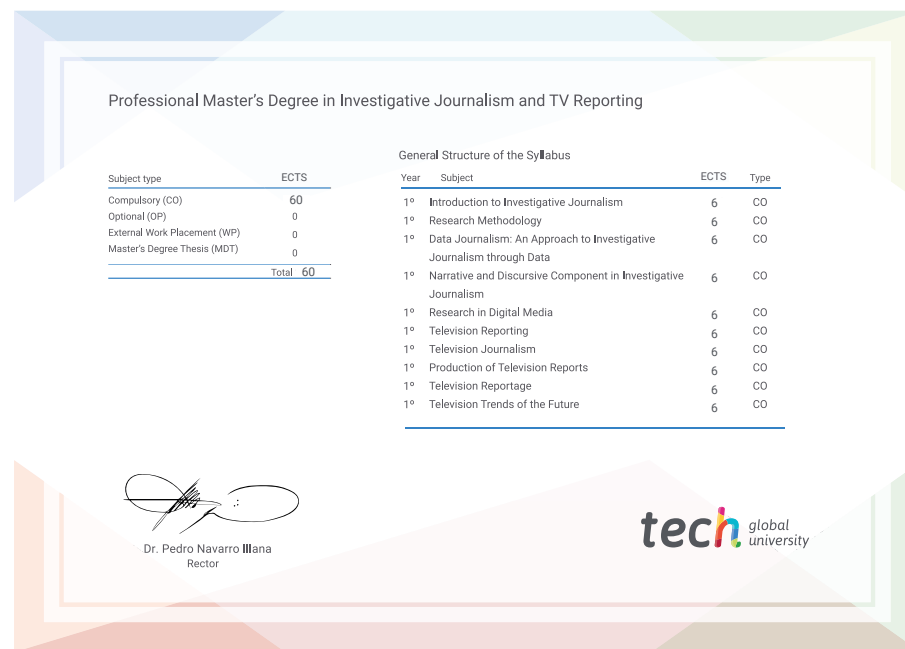 Professional Master's Degree in Investigative Journalism and TV Reporting
Subject type ECTS
Compulsory (CO) 60
Optional (OP) 0
External Work Placement (WP) 0
Master's Degree Thesis (MDT) 0
Total 60
General Structure of the Syllabus
Year Subject ECTS Type
1º Introduction to Investigative Journalism 6 CO
1º Research Methodology 6 CO
1º Data Journalism: An Approach to Investigative 6 CO
Journalism through Data
1º Narrative and Discursive Component in Investigative 6 CO
Journalism
1º Research in Digital Media 6 CO
1º Television Reporting 6 CO
1º Television Journalism 6 CO
1º Production of Television Reports 6 CO
1º Television Reportage 6 CO
1º Television Trends of the Future 6 CO
Dr. Pedro Navarro Illana
Rector
tech global
university